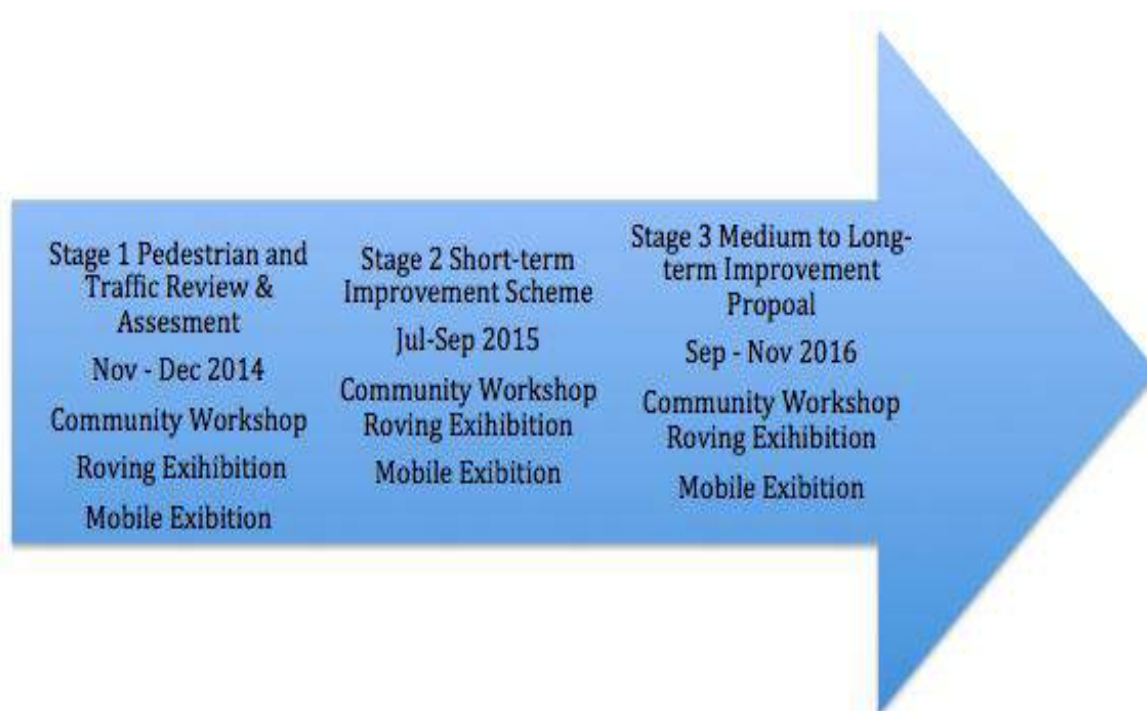 Stage 1 Pedestrian and
Traffic Review &
Assesment
Nov - Dec 2014
Community Workshop
Roving Exihibition
Mobile Exibition
Stage 2 Short-term
Improvement Scheme
Jul-Sep 2015
Community Workshop
Roving Exihibition
Mobile Exibition
Stage 3 Medium to Long-
term Improvement
Propoal
Sep - Nov 2016
Community Workshop
Roving Exihibition
Mobile Exibition